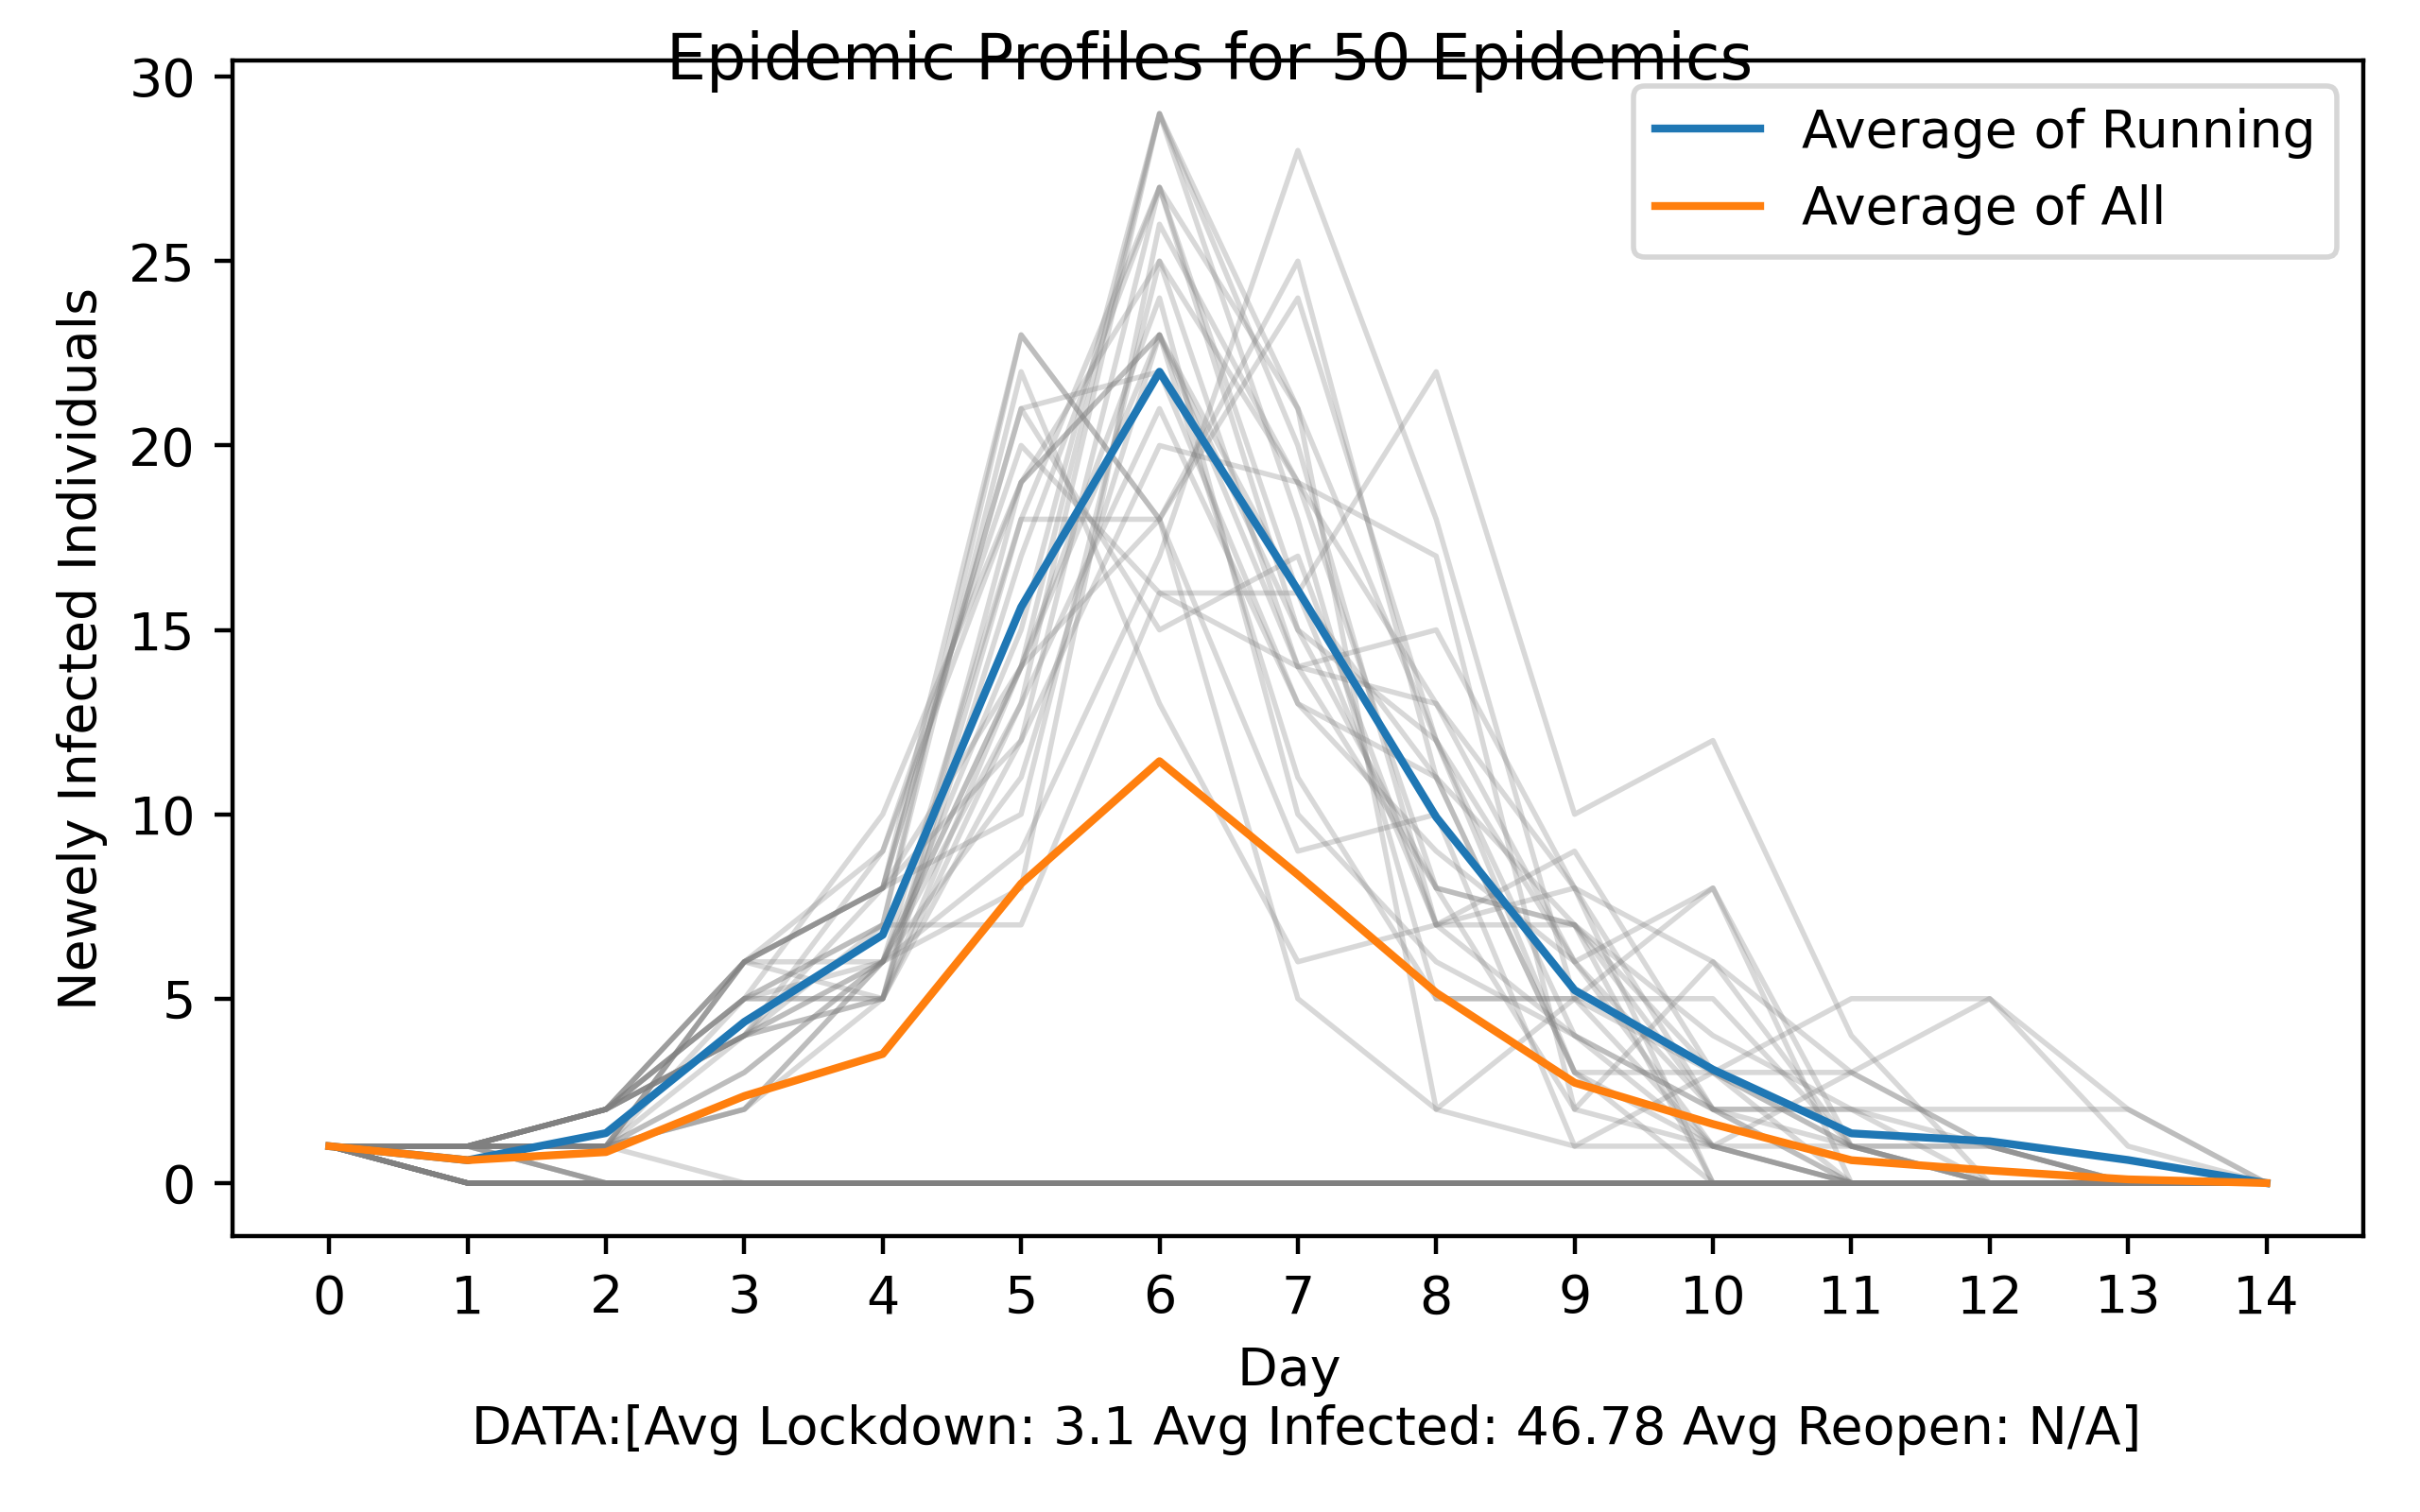 Epidemic Profiles for 50 Epidemics
Average of Running
Average of All
Newely Infected Individuals
30
25
20
15
10
5
0
0 1 2 3 4 5 6 7 8 9 10 11 12 13 14
Day
DATA:[Avg Lockdown: 3.1 Avg Infected: 46.78 Avg Reopen: N/A]